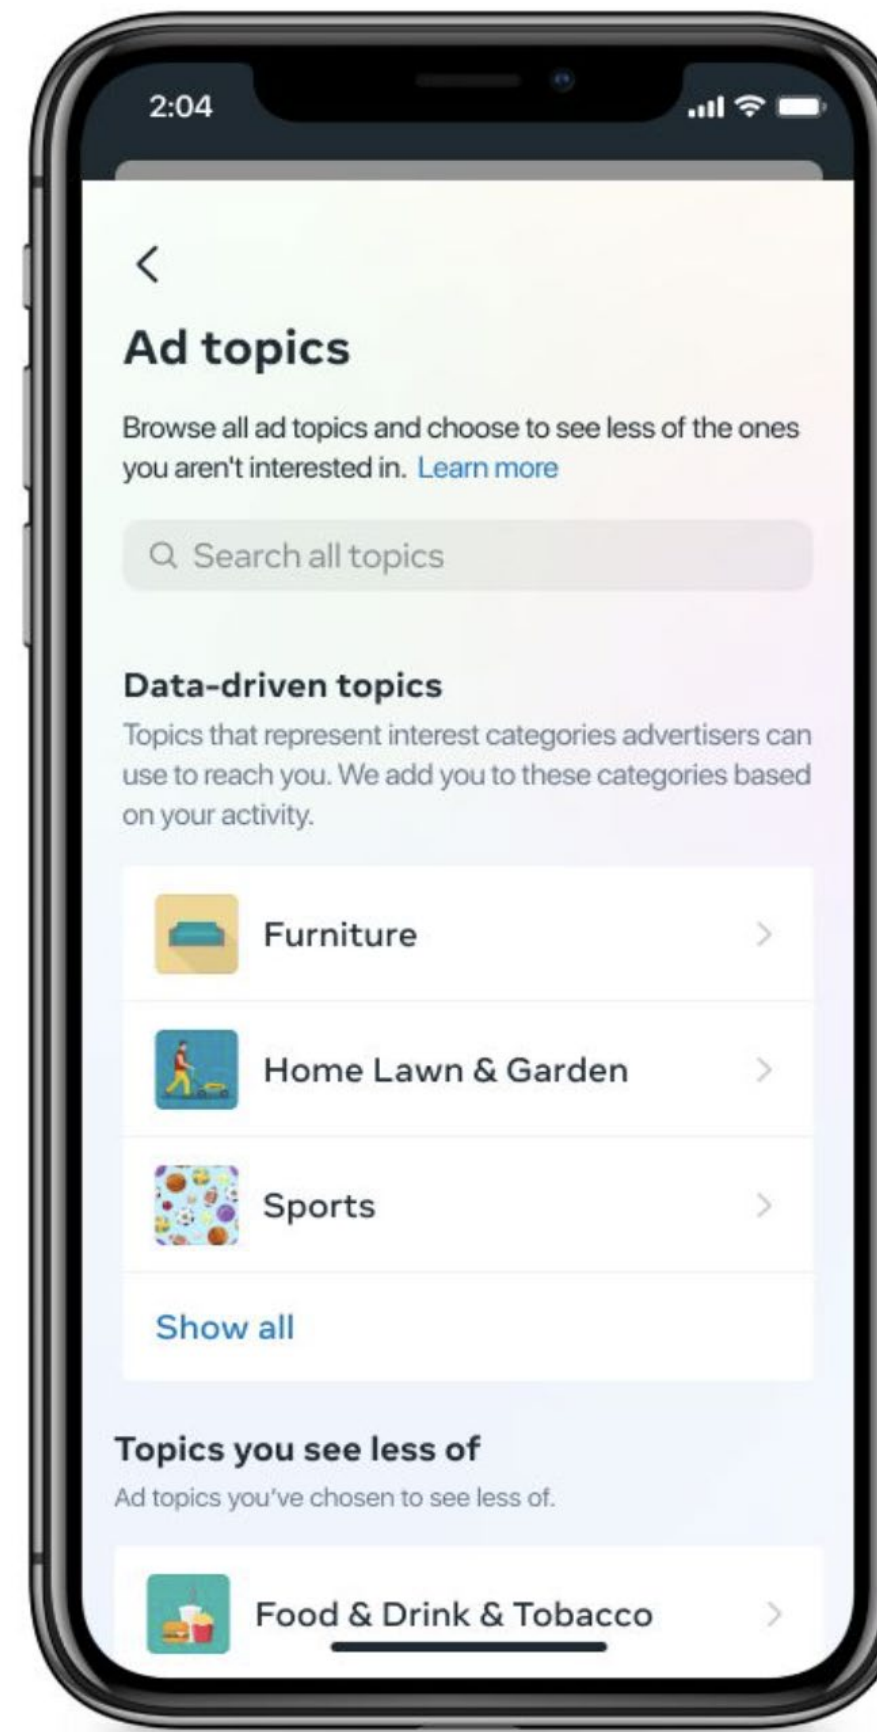 2:04
Ad topics
Browse all ad topics and choose to see less of the ones
you aren't interested in. Learn more
Search all topics
Data-driven topics
Topics that represent interest categories advertisers can
use to reach you. We add you to these categories based
on your activity.
Furniture
Home Lawn & Garden
Sports
Show all
Topics you see less of
Ad topics you've chosen to see less of.
Food & Drink & Tobacco